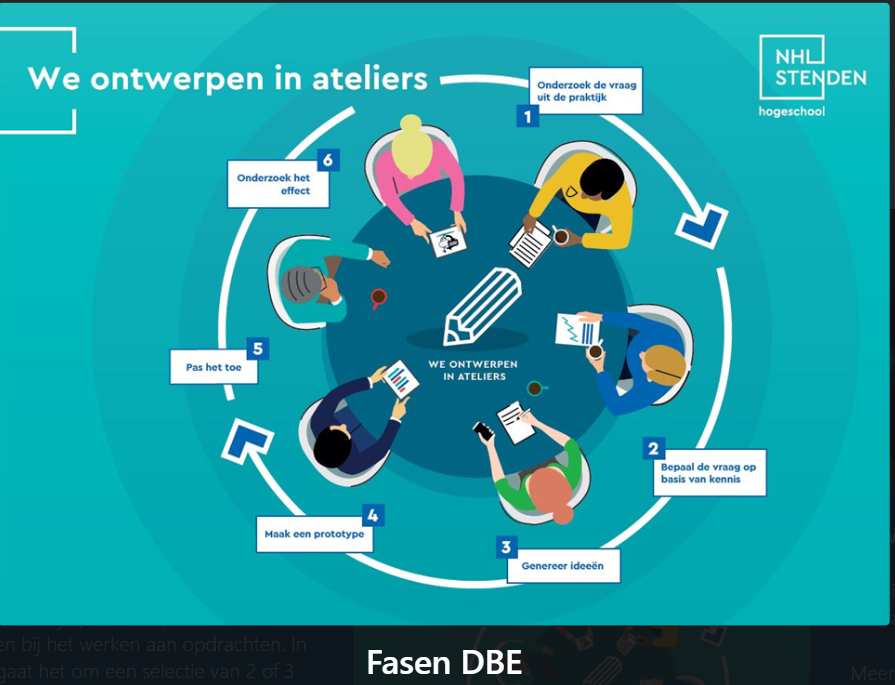 We ontwerpen in ateliers
NHL
STENDEN
hogeschool
Onderzoek de vraag
uit de praktijk
1
6
Onderzoek het
effect
5
Pas het toe
WE ONTWERPEN
IN ATELIERS
2
Bepaal de vraag op
basis van kennis
4
Maak een prototype
3
Genereer ideeën
en bij het werken aan opdrachten. In
gaat het om een selectie van 2 of 3
Fasen DBE
Meer